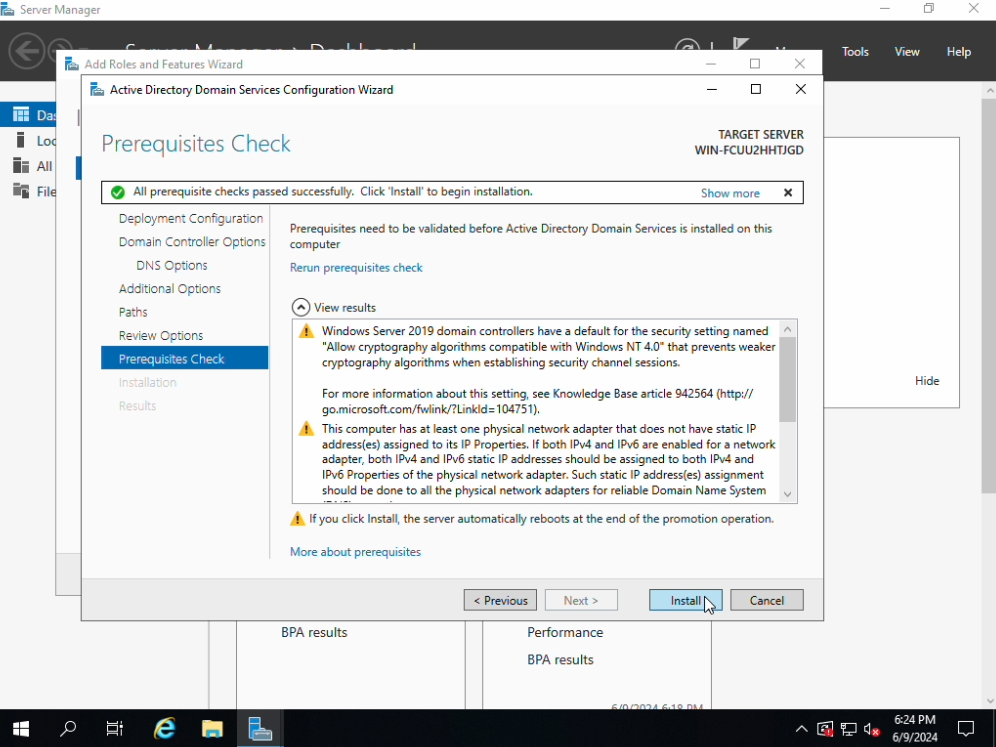 Server Manager
Tools View Help
Add Roles and Features Wizard
Active Directory Domain Services Configuration Wizard
Prerequisites Check
TARGET SERVER
WIN-FCUU2HHTJGD
All prerequisite checks passed successfully. Click 'Install' to begin installation.
Show more
Deployment Configuration
Domain Controller Options
DNS Options
Additional Options
Paths
Review Options
Prerequisites Check
Installation
Results
Prerequisites need to be validated before Active Directory Domain Services is installed on this
computer
Rerun prerequisites check
View results
Windows Server 2019 domain controllers have a default for the security setting named
"Allow cryptography algorithms compatible with Windows NT 4.0" that prevents weaker
cryptography algorithms when establishing security channel sessions.
For more information about this setting, see Knowledge Base article 942564 (http://
go.microsoft.com/fwlink/?LinkId=104751).
This computer has at least one physical network adapter that does not have static IP
address(es) assigned to its IP Properties. If both IPv4 and IPv6 are enabled for a network
adapter, both IPv4 and IPv6 static IP addresses should be assigned to both IPv4 and
IPv6 Properties of the physical network adapter. Such static IP address(es) assignment
should be done to all the physical network adapters for reliable Domain Name System
If you click Install, the server automatically reboots at the end of the promotion operation.
More about prerequisites
< Previous
Next >
Install
Cancel
Hide
BPA results
Performance
BPA results
6/9/2024 6:18 PM
6:24 PM
6/9/2024